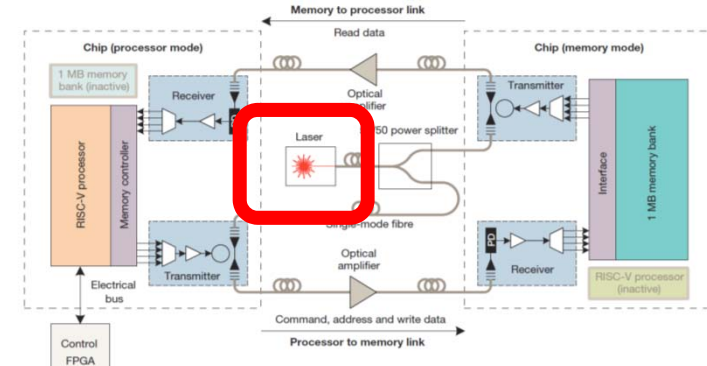 Memory to processor link
Read data
Chip (processor mode)
Chip (memory mode)
1 MB memory
bank (inactive)
Receiver
Optical
amplifier
Transmitter
Laser
50 power splitter
RISC-V processor
Memory controller
Interface
1 MB memory bank
Single-mode fibre
PD
Transmitter
Optical
amplifier
Receiver
RISC-V processor
(inactive)
Electrical
bus
Command, address and write data
Processor to memory link
Control
FPGA